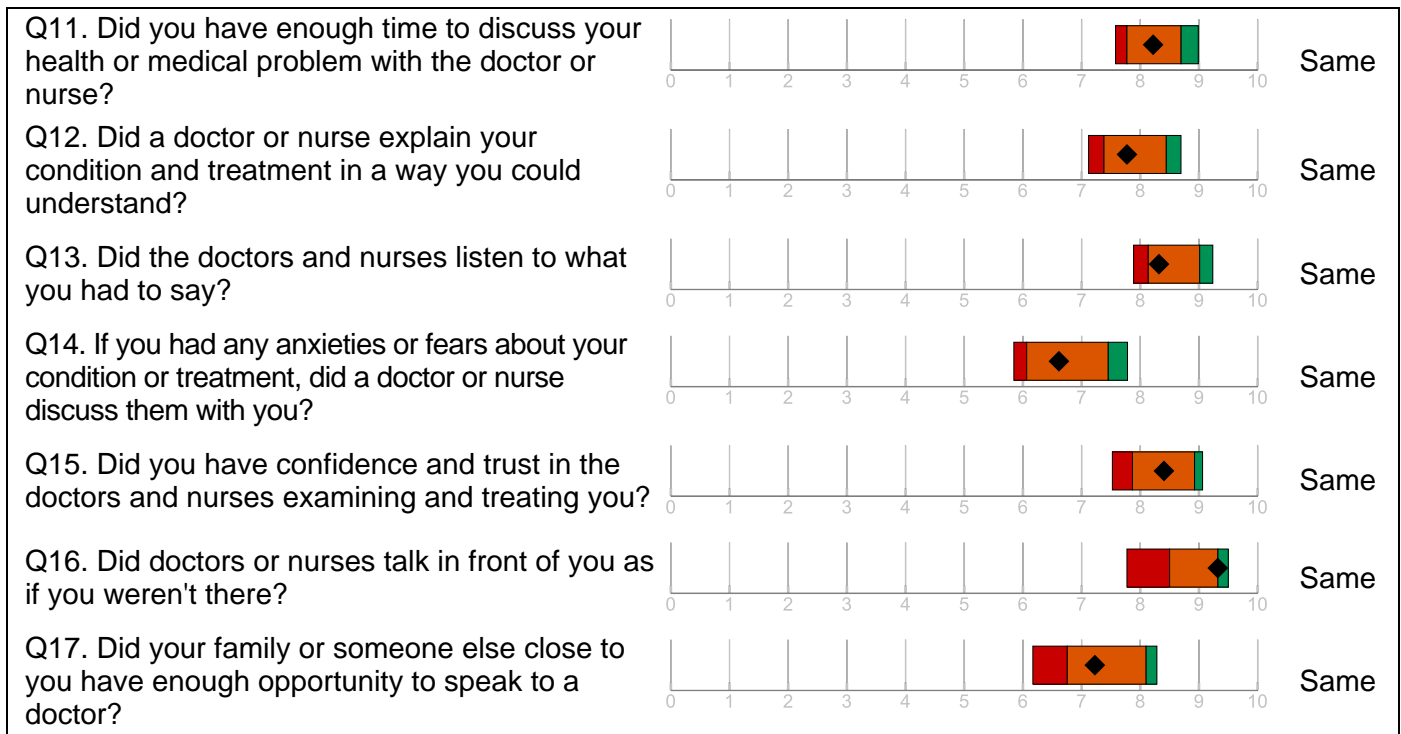 Q11. Did you have enough time to discuss your
health or medical problem with the doctor or
nurse?
0 1 2 3 4 5 6 7 8 9 10
Same
Q12. Did a doctor or nurse explain your
condition and treatment in a way you could
understand?
0 1 2 3 4 5 6 7 8 9 10
Same
Q13. Did the doctors and nurses listen to what
you had to say?
0 1 2 3 4 5 6 7 8 9 10
Same
Q14. If you had any anxieties or fears about your
condition or treatment, did a doctor or nurse
discuss them with you?
0 1 2 3 4 5 6 7 8 9 10
Same
Q15. Did you have confidence and trust in the
doctors and nurses examining and treating you?
0 1 2 3 4 5 6 7 8 9 10
Same
Q16. Did doctors or nurses talk in front of you as
if you weren't there?
0 1 2 3 4 5 6 7 8 9 10
Same
Q17. Did your family or someone else close to
you have enough opportunity to speak to a
doctor?
0 1 2 3 4 5 6 7 8 9 10
Same